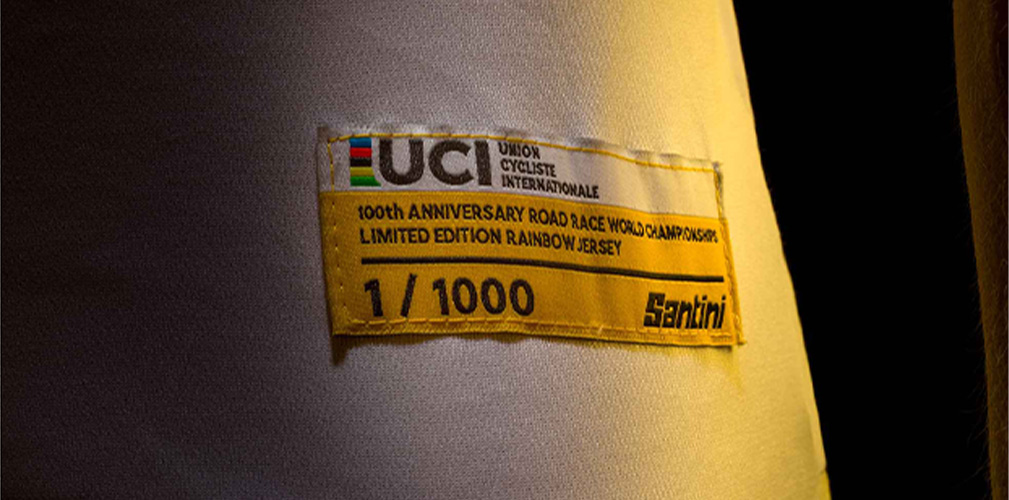 UCI
UNION
CYCLISTE
INTERNATIONALE
100th ANNIVERSARY ROAD RACE WORLD CHAMPIONSHIPS
LIMITED EDITION RAINBOW JERSEY
1 / 1000
Santini